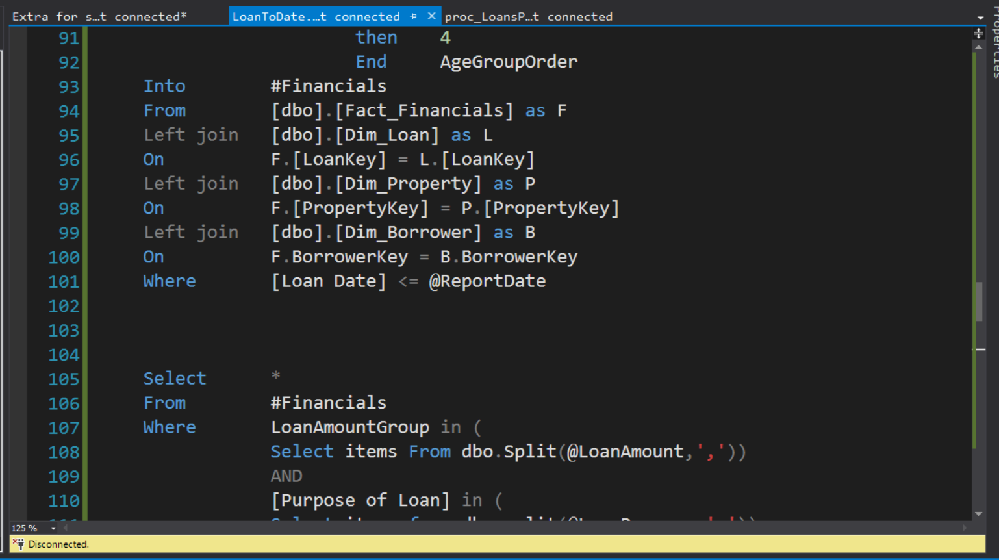 Extra for s…t connected*
LoanToDate.…t connected
proc_LoansP…t connected
Properties
91 then 4
92 End AgeGroupOrder
93 Into #Financials
94 From [dbo].[Fact_Financials] as F
95 Left join [dbo].[Dim_Loan] as L
96 On F.[LoanKey] = L.[LoanKey]
97 Left join [dbo].[Dim_Property] as P
98 On F.[PropertyKey] = P.[PropertyKey]
99 Left join [dbo].[Dim_Borrower] as B
100 On F.BorrowerKey = B.BorrowerKey
101 Where [Loan Date] <= @ReportDate
102
103
104
105 Select *
106 From #Financials
107 Where LoanAmountGroup in (
108 Select items From dbo.Split(@LoanAmount,','))
109 AND
110 [Purpose of Loan] in (
125 %
Disconnected.